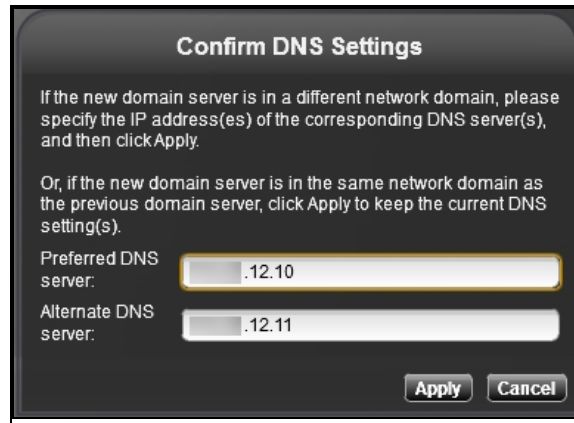 Confirm DNS Settings
If the new domain server is in a different network domain, please
specify the IP address(es) of the corresponding DNS server(s),
and then click Apply.
Or, if the new domain server is in the same network domain as
the previous domain server, click Apply to keep the current DNS
setting(s).
Preferred DNS
server:
.12.10
Alternate DNS
server:
.12.11
Apply Cancel